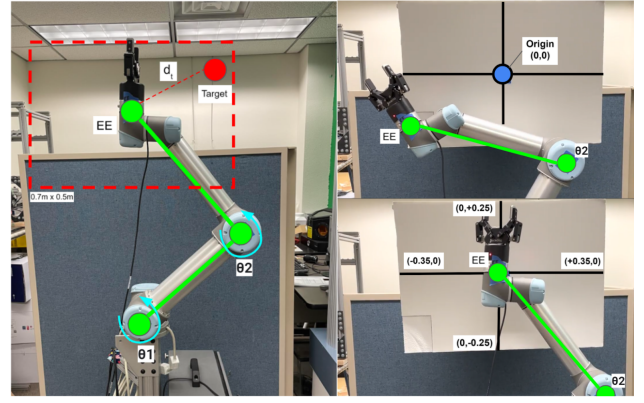 dt
Target
EE
0.7m x 0.5m
θ2
θ1
Origin
(0,0)
EE
θ2
(0,+0.25)
(-0.35,0)
EE
(+0.35,0)
(0,-0.25)
θ2